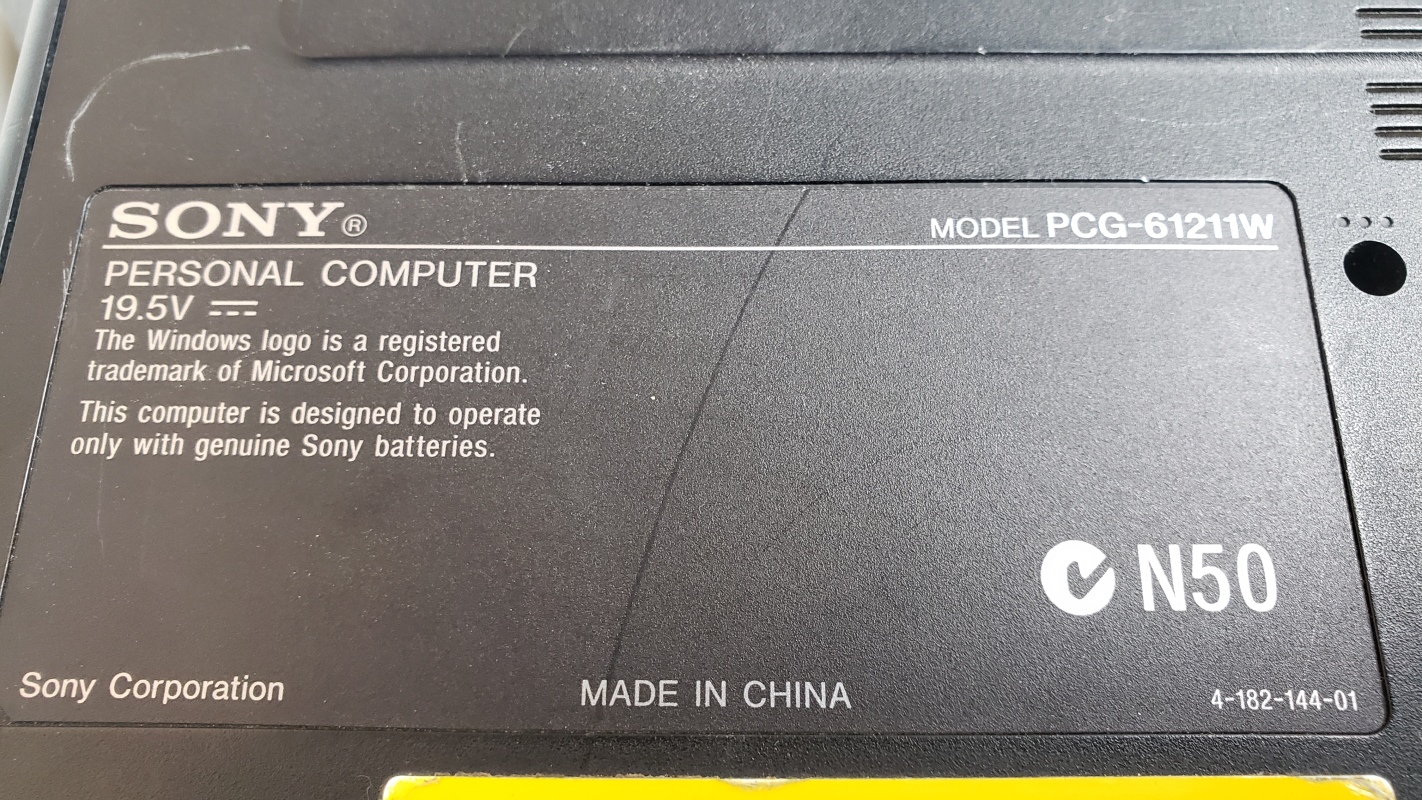 SONY®
MODEL PCG-61211W
PERSONAL COMPUTER
19.5V
The Windows logo is a registered
trademark of Microsoft Corporation.
This computer is designed to operate
only with genuine Sony batteries.
N50
Sony Corporation
MADE IN CHINA
4-182-144-01